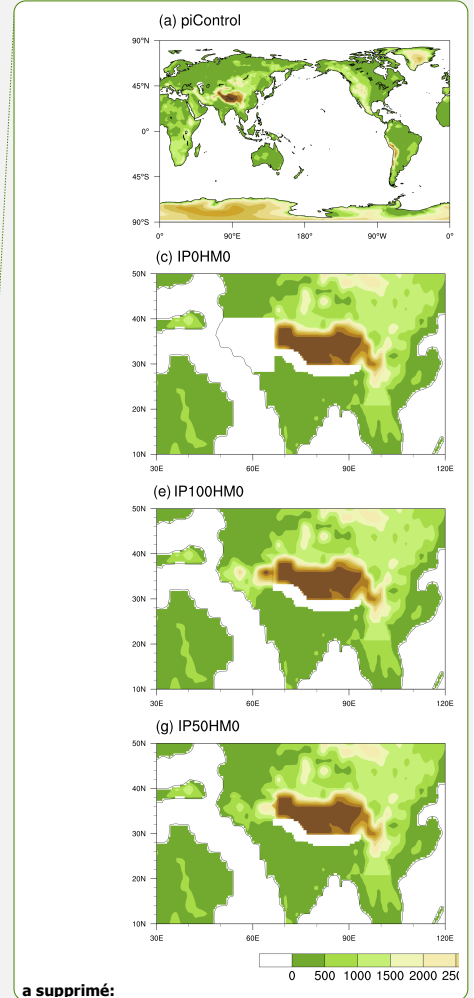 (a) piControl
90°N
45°N
0°
45°S
90°S
0° 90°E 180° 90°W 0°
(c) IP0HM0
50N
40N
30N
20N
10N
30E 60E 90E 120E
(e) IP100HM0
50N
40N
30N
20N
10N
30E 60E 90E 120E
(g) IP50HM0
50N
40N
30N
20N
10N
30E 60E 90E 120E
0 500 1000 1500 2000 250
a supprimé: